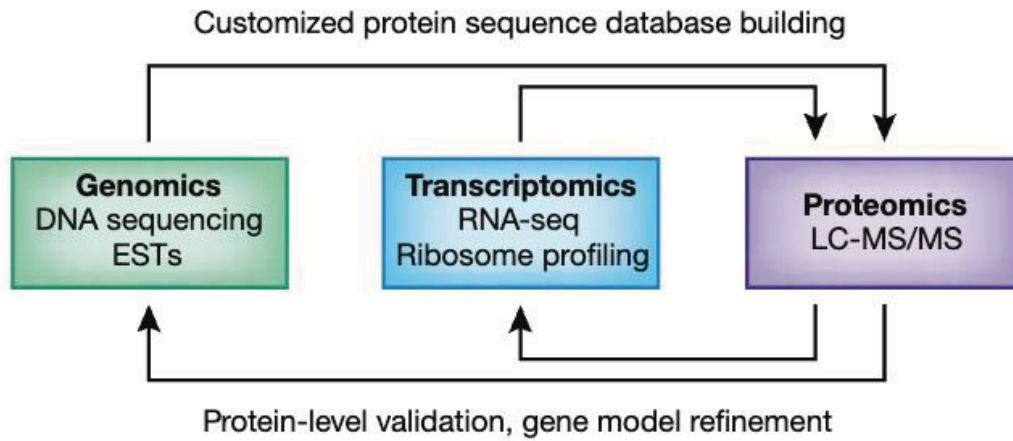 Customized protein sequence database building
Genomics
DNA sequencing
ESTs
Transcriptomics
RNA-seq
Ribosome profiling
Proteomics
LC-MS/MS
Protein-level validation, gene model refinement